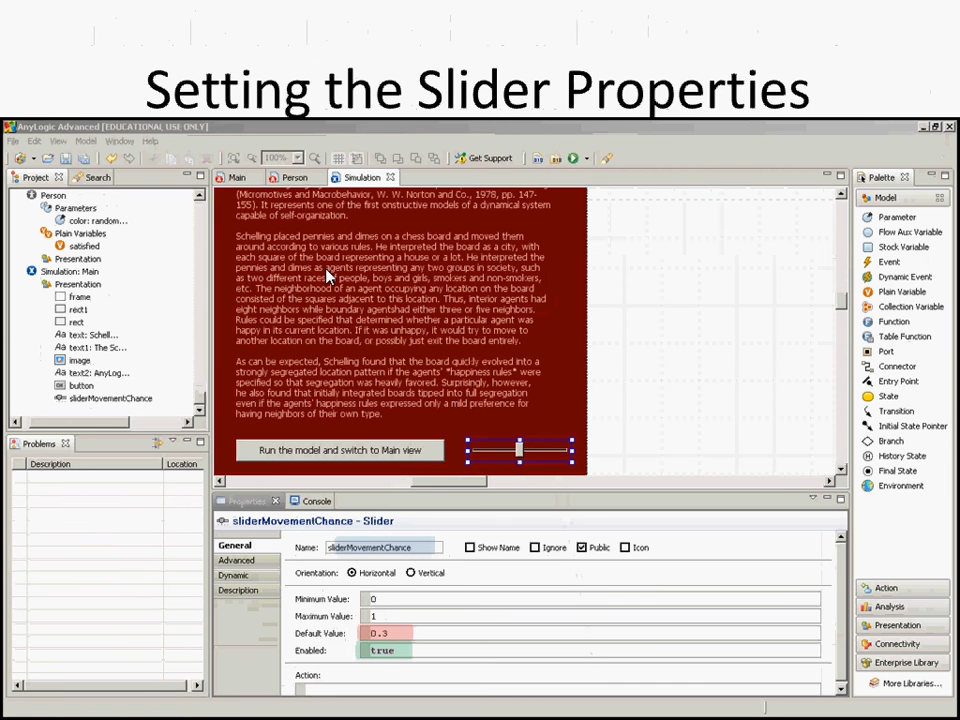 Setting the Slider Properties
AnyLogic Advanced [EDUCATIONAL USE ONLY]
File Edit View Model Window Help
100% Get Support
Project Search
Person
Parameters
color: random...
Plain Variables
satisfied
Presentation
Simulation: Main
Presentation
frame
rect1
rect
text: Schell...
text1: The Sc...
image
text2: AnyLog...
button
sliderMovementChance
Problems
Description Location
Main Person Simulation
(Micromotives and Macrobehavior, W. W. Norton and Co., 1978, pp. 147-
155). It represents one of the first onstructive models of a dynamical system
capable of self-organization.
Schelling placed pennies and dimes on a chess board and moved them
around according to various rules. He interpreted the board as a city, with
each square of the board representing a house or a lot. He interpreted the
pennies and dimes as agents representing any two groups in society, such
as two different races of people, boys and girls, smokers and non-smokers,
etc. The neighborhood of an agent occupying any location on the board
consisted of the squares adjacent to this location. Thus, interior agents had
eight neighbors while boundary agentshad either three or five neighbors.
Rules could be specified that determined whether a particular agent was
happy in its current location. If it was unhappy, it would try to move to
another location on the board, or possibly just exit the board entirely.
As can be expected, Schelling found that the board quickly evolved into a
strongly segregated location pattern if the agents' "happiness rules" were
specified so that segregation was heavily favored. Surprisingly, however,
he also found that initially integrated boards tipped into full segregation
even if the agents' happiness rules expressed only a mild preference for
having neighbors of their own type.
Run the model and switch to Main view
Properties Console
sliderMovementChance - Slider
General
Advanced
Dynamic
Description
Name: sliderMovementChance Show Name Ignore Public Icon
Orientation: Horizontal Vertical
Minimum Value: 0
Maximum Value: 1
Default Value: 0.3
Enabled: true
Action:
Palette
Model
Parameter
Flow Aux Variable
Stock Variable
Event
Dynamic Event
Plain Variable
Collection Variable
Function
Table Function
Port
Connector
Entry Point
State
Transition
Initial State Pointer
Branch
History State
Final State
Environment
Action
Analysis
Presentation
Connectivity
Enterprise Library
More Libraries...